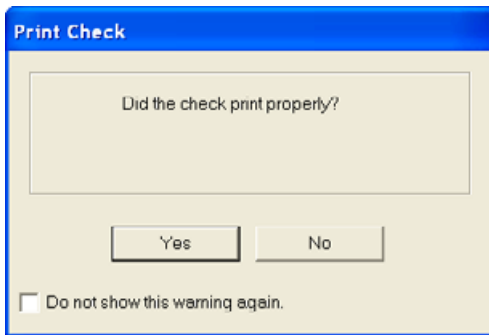 Print Check
Did the check print properly?
Yes
No
Do not show this warning again.